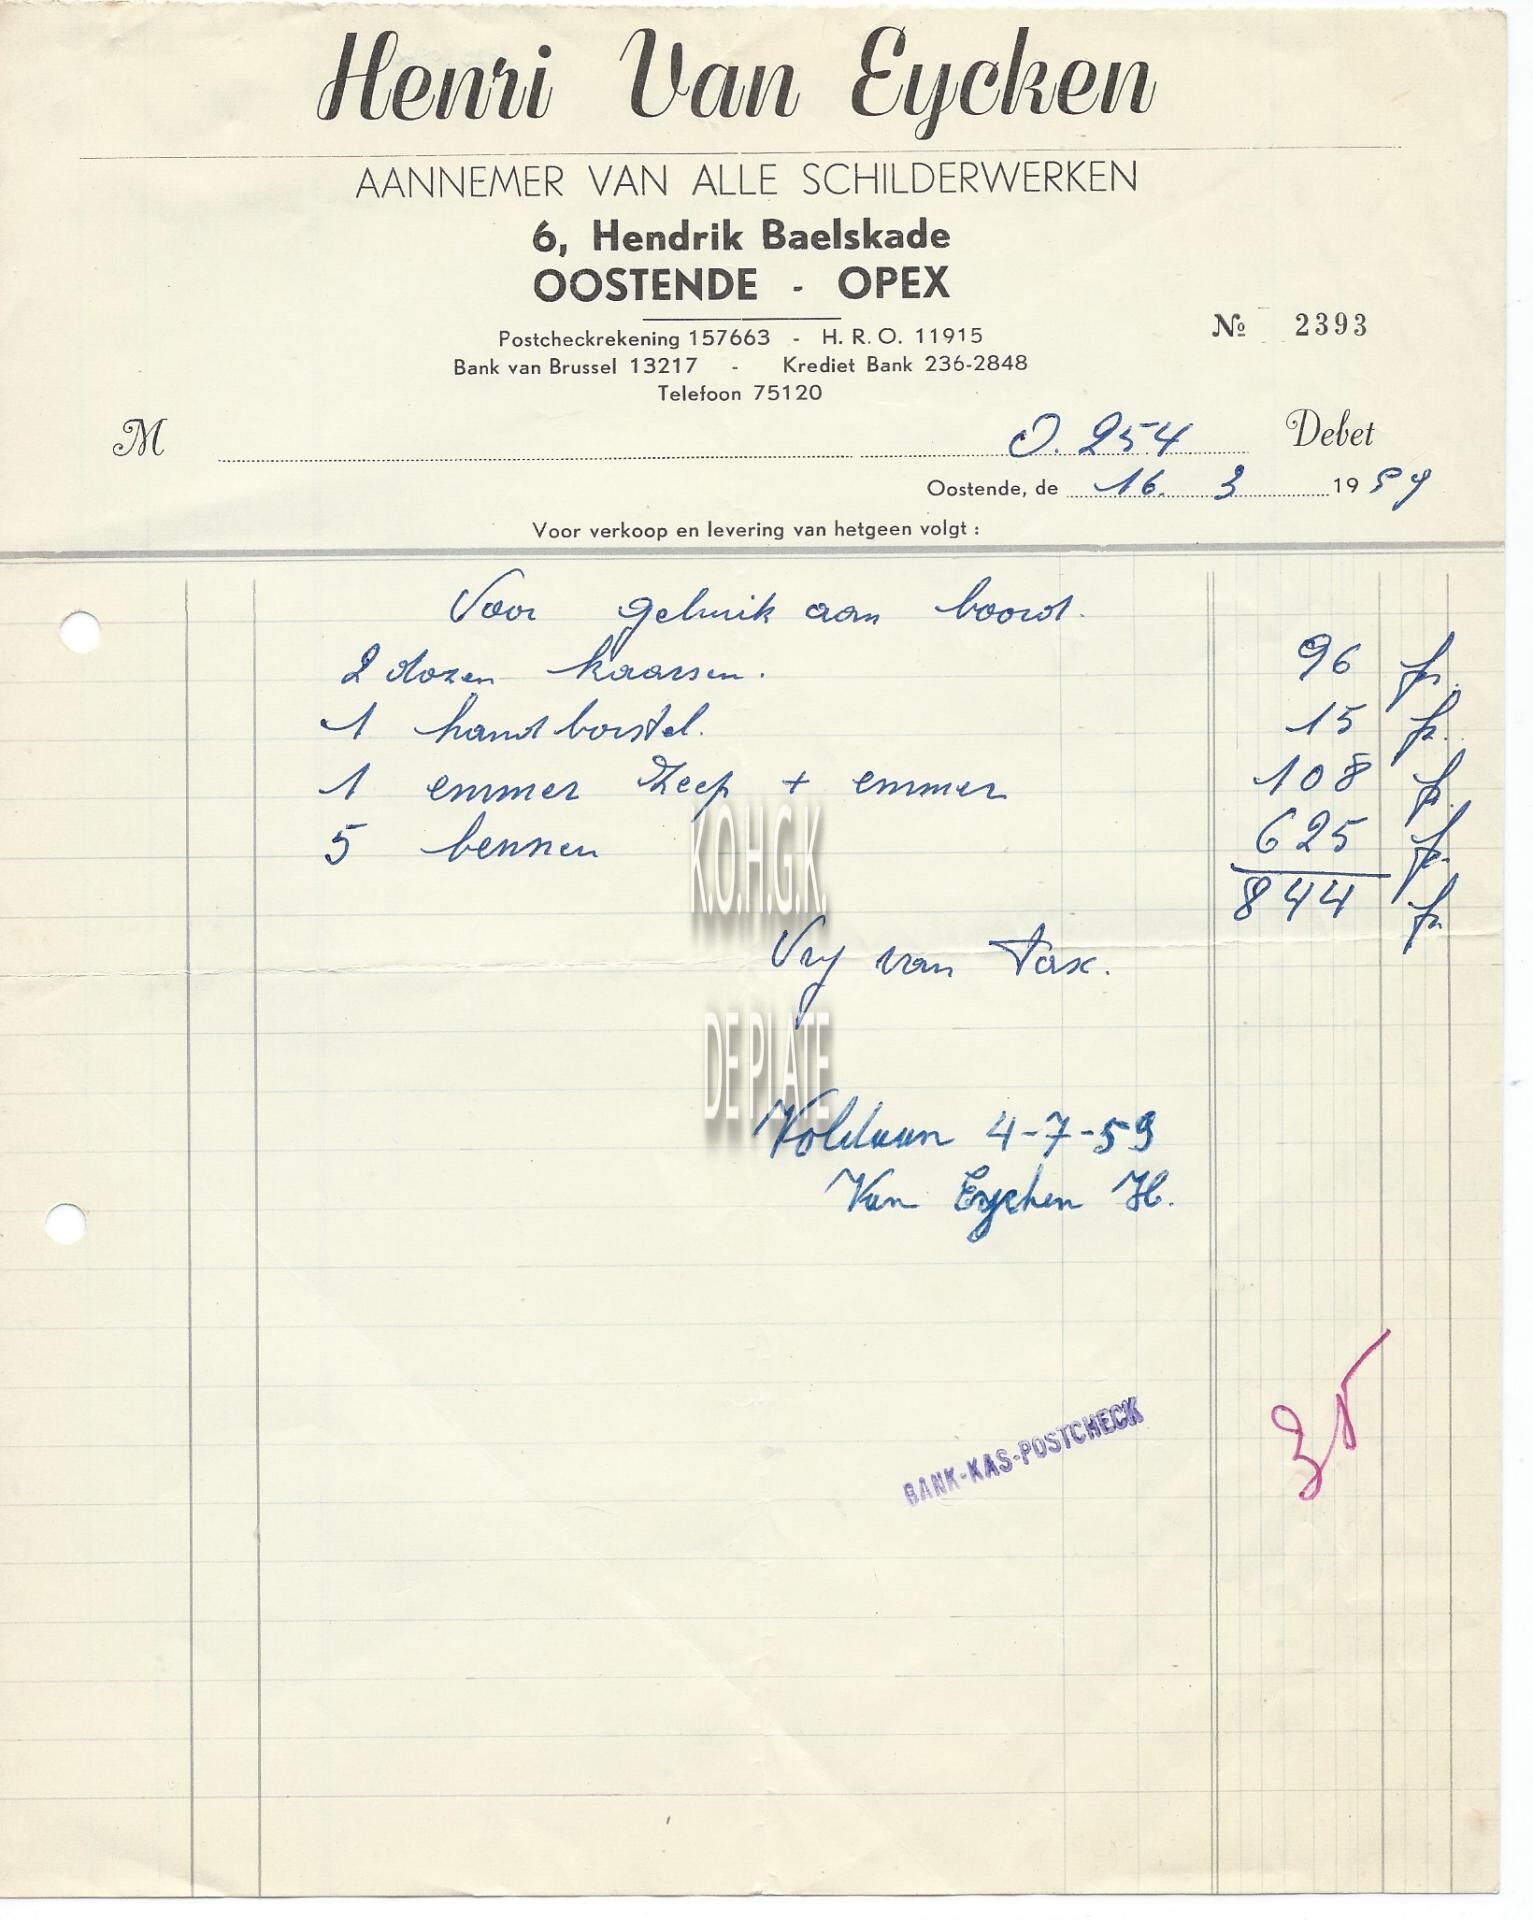 Henri Van Eycken
AANNEMER VAN ALLE SCHILDERWERKEN
6, Hendrik Baelskade
OOSTENDE - OPEX
Postcheckrekening 157663 - H. R. O. 11915
Nº 2393
Bank van Brussel 13217 - Krediet Bank 236-2848
Telefoon 75120
M O. 254 Debet
Oostende, de 16. 3 1959
Voor verkoop en levering van hetgeen volgt :
Voor gebruik aan boord.
2 dozen kaarsen. 96 fr.
1 handborstel. 15 fr.
1 emmer zeep + emmer 108 fr.
5 bennen 625 fr.
844 fr
K.O.H.G.K.
Vrij van tax.
DE PLATE
Voldaan 4-7-59
Van Eycken H.
BANK-KAS-POSTCHECK